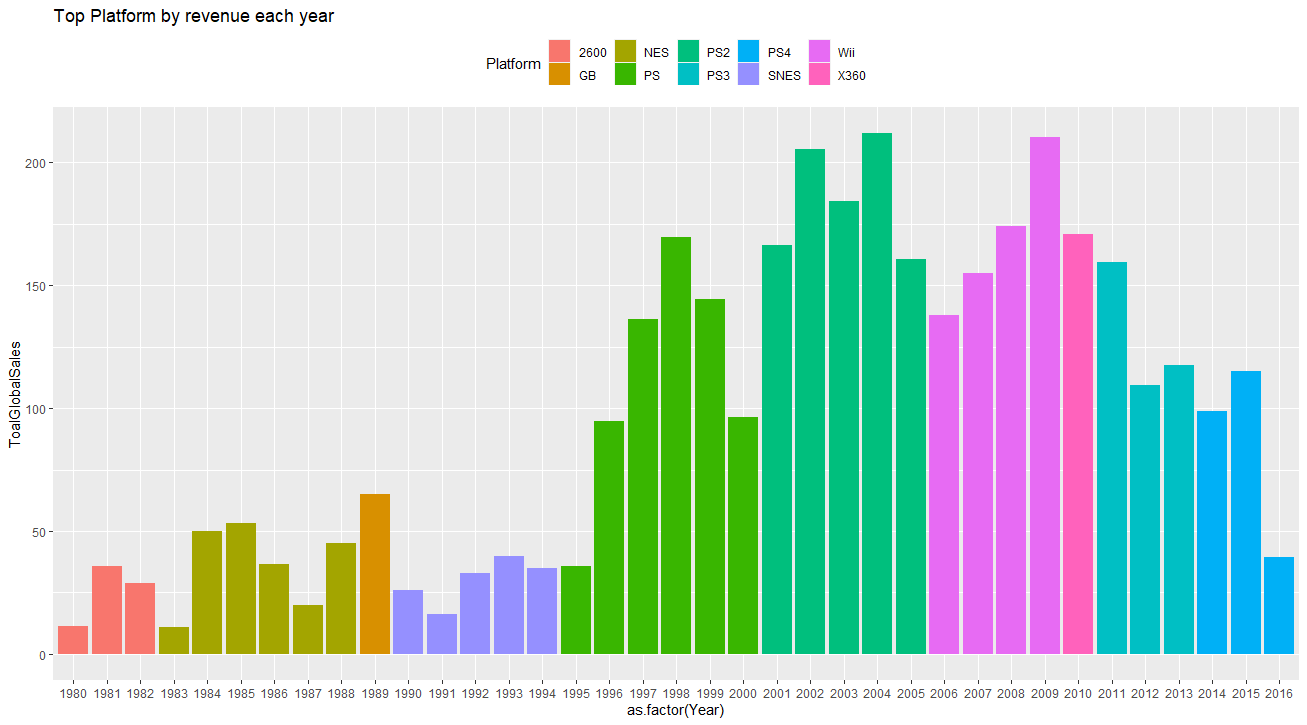 Top Platform by revenue each year
Platform
2600 NES PS2 PS4 Wii
GB PS PS3 SNES X360
ToalGlobalSales
200
150
100
50
0
1980 1981 1982 1983 1984 1985 1986 1987 1988 1989 1990 1991 1992 1993 1994 1995 1996 1997 1998 1999 2000 2001 2002 2003 2004 2005 2006 2007 2008 2009 2010 2011 2012 2013 2014 2015 2016
as.factor(Year)